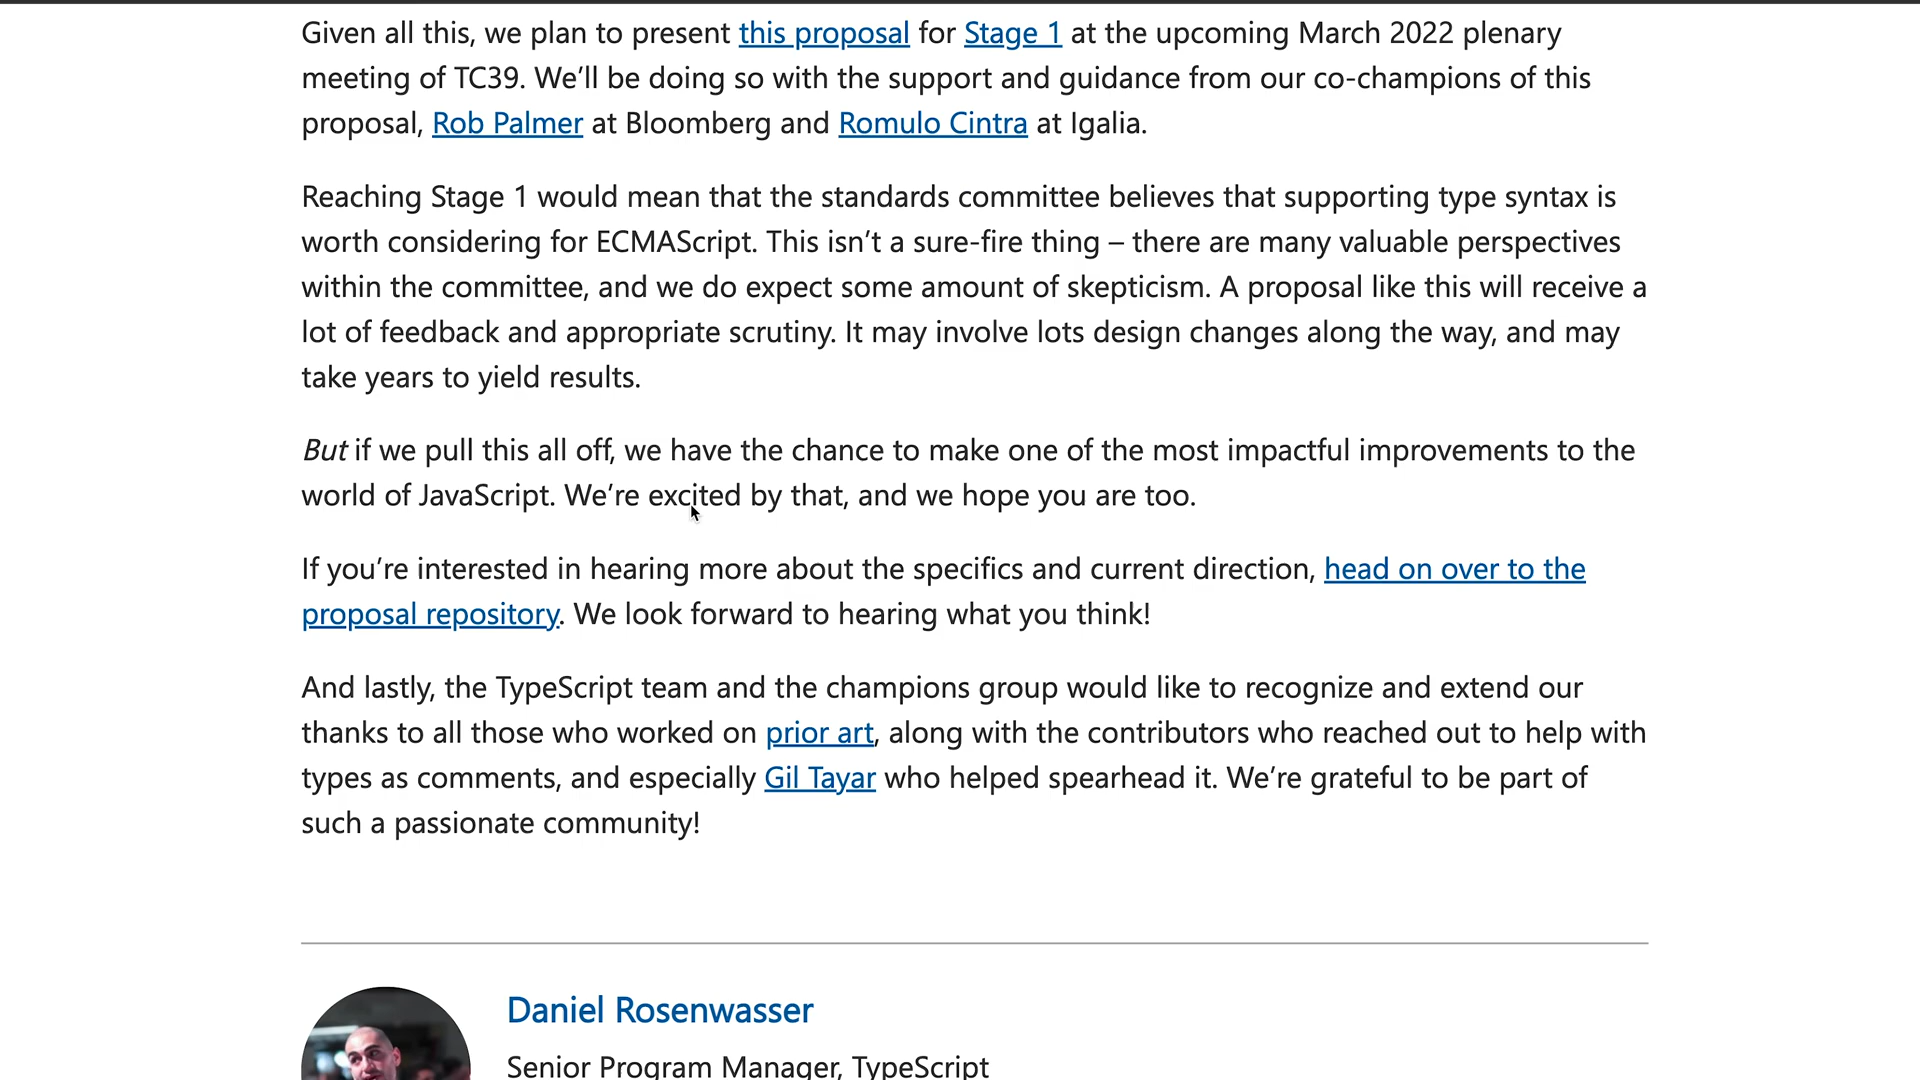 Given all this, we plan to present this proposal for Stage 1 at the upcoming March 2022 plenary
meeting of TC39. We’ll be doing so with the support and guidance from our co-champions of this
proposal, Rob Palmer at Bloomberg and Romulo Cintra at Igalia.
Reaching Stage 1 would mean that the standards committee believes that supporting type syntax is
worth considering for ECMAScript. This isn’t a sure-fire thing – there are many valuable perspectives
within the committee, and we do expect some amount of skepticism. A proposal like this will receive a
lot of feedback and appropriate scrutiny. It may involve lots design changes along the way, and may
take years to yield results.
But if we pull this all off, we have the chance to make one of the most impactful improvements to the
world of JavaScript. We’re excited by that, and we hope you are too.
If you’re interested in hearing more about the specifics and current direction, head on over to the
proposal repository. We look forward to hearing what you think!
And lastly, the TypeScript team and the champions group would like to recognize and extend our
thanks to all those who worked on prior art, along with the contributors who reached out to help with
types as comments, and especially Gil Tayar who helped spearhead it. We’re grateful to be part of
such a passionate community!
Daniel Rosenwasser
Senior Program Manager, TypeScript